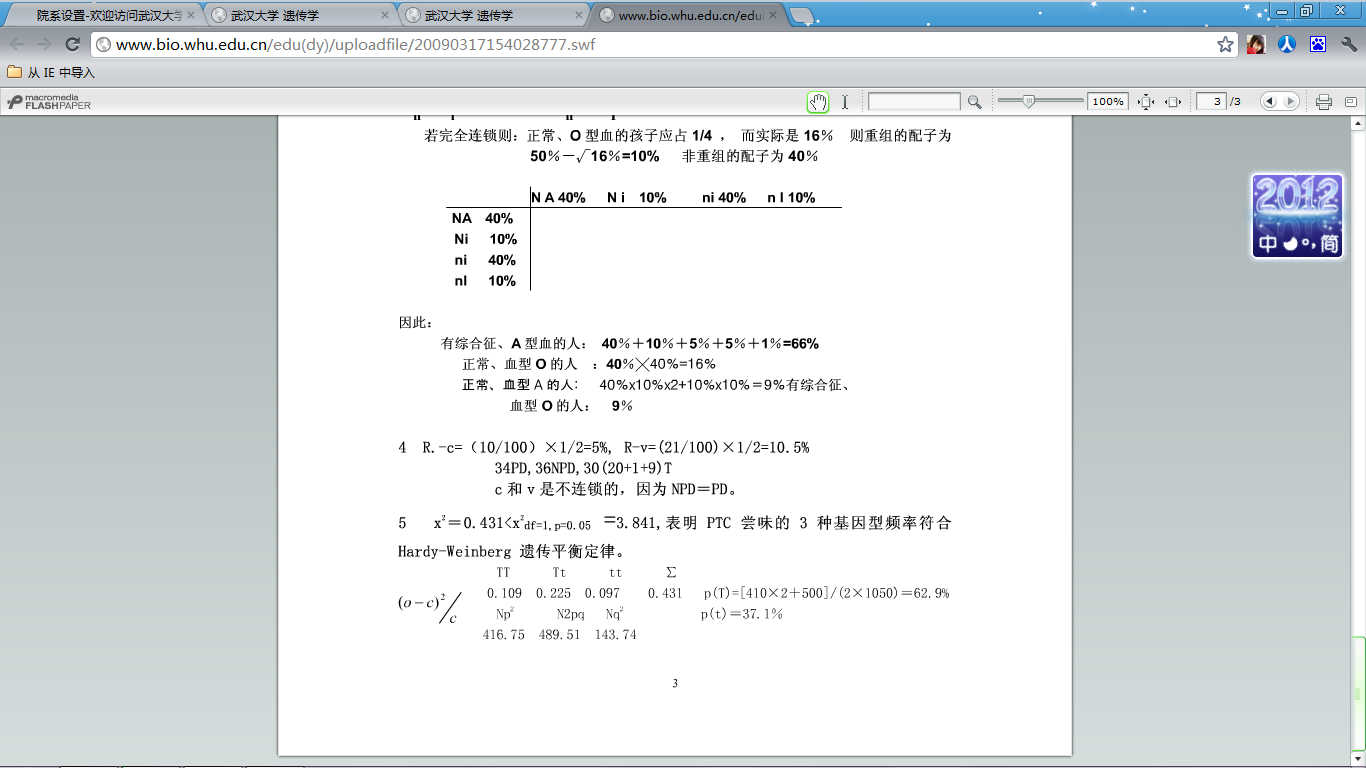 院系设置-欢迎访问武汉大学
武汉大学 遗传学
武汉大学 遗传学
www.bio.whu.edu.cn/edu
www.bio.whu.edu.cn/edu(dy)/uploadfile/20090317154028777.swf
从 IE 中导入
macromedia
FLASHPAPER
100%
3 /3
若完全连锁则：正常、O 型血的孩子应占 1/4 ， 而实际是 16％ 则重组的配子为
50％－√16％=10% 非重组的配子为 40％
N A 40% N i 10% ni 40% n I 10%
NA 40%
Ni 10%
ni 40%
nI 10%
因此：
有综合征、A 型血的人： 40％＋10％＋5％＋5％＋1％=66%
正常、血型 O 的人 ：40%╳40%=16%
正常、血型 A 的人： 40%x10%x2+10%x10%＝9%有综合征、
血型 O 的人： 9％
4 R.-c=（10/100）×1/2=5%, R-v=(21/100)×1/2=10.5%
34PD,36NPD,30(20+1+9)T
c 和 v 是不连锁的，因为 NPD＝PD。
5 x²＝0.431<x²df=1,p=0.05 ＝3.841,表明 PTC 尝味的 3 种基因型频率符合
Hardy-Weinberg 遗传平衡定律。
TT Tt tt Σ
(o－c)²/c 0.109 0.225 0.097 0.431 p(T)=[410×2＋500]/(2×1050)＝62.9%
Np² N2pq Nq² p(t)＝37.1％
416.75 489.51 143.74
3
2012
中 简